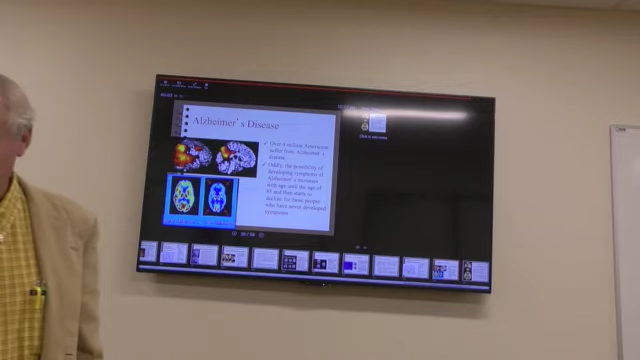 Alzheimer's Disease
✓ Over 4 million Americans
suffer from Alzheimer's
disease.
✓ Oddly, the possibility of
developing symptoms of
Alzheimer's increases
with age until the age of
85 and then starts to
decline for those people
who have never developed
symptoms